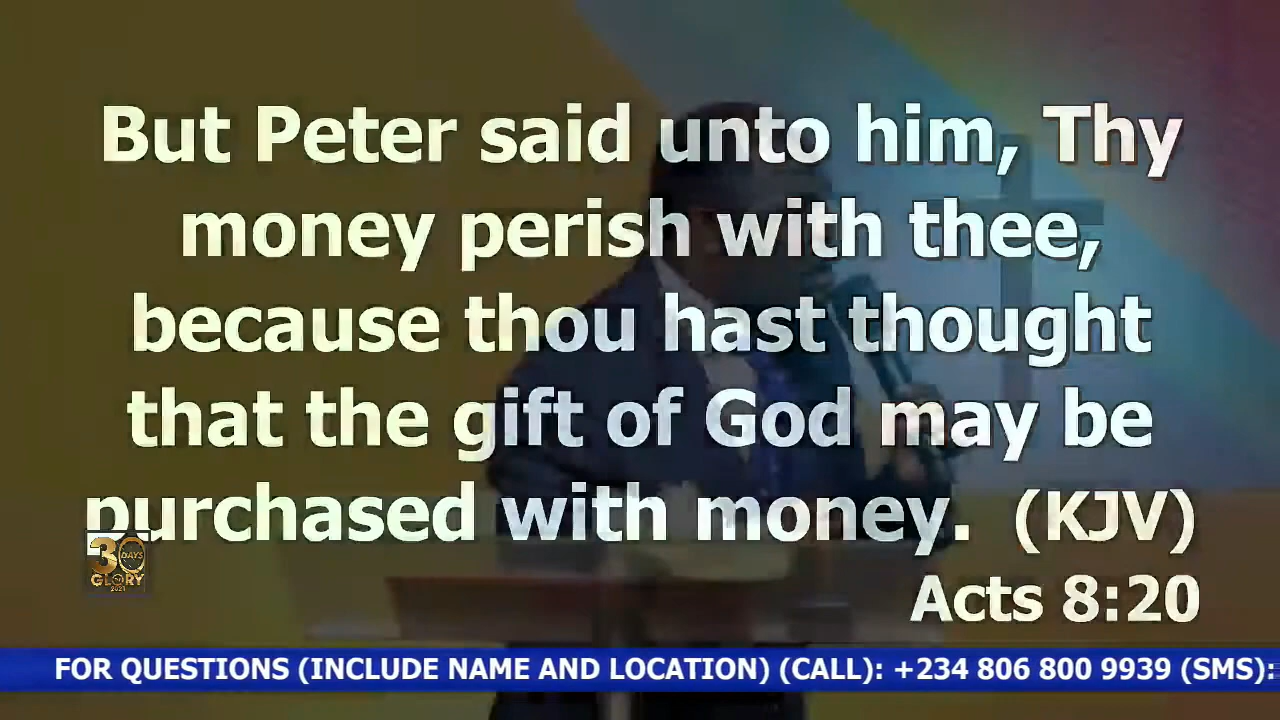 But Peter said unto him, Thy
money perish with thee,
because thou hast thought
that the gift of God may be
purchased with money. (KJV)
Acts 8:20
30
DAYS
GLORY
2021
FOR QUESTIONS (INCLUDE NAME AND LOCATION) (CALL): +234 806 800 9939 (SMS):